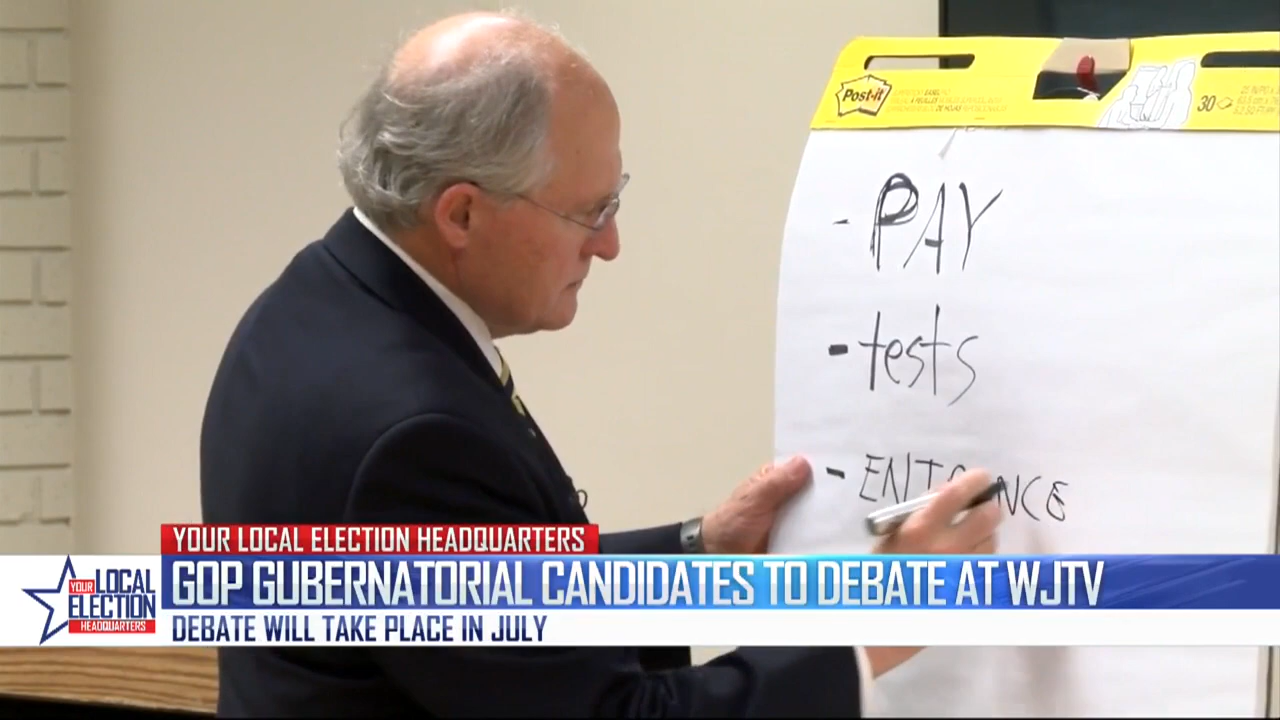 Post-it
30
- PAY
- tests
- ENTRANCE
YOUR LOCAL ELECTION HEADQUARTERS
GOP GUBERNATORIAL CANDIDATES TO DEBATE AT WJTV
DEBATE WILL TAKE PLACE IN JULY
YOUR LOCAL
ELECTION
HEADQUARTERS